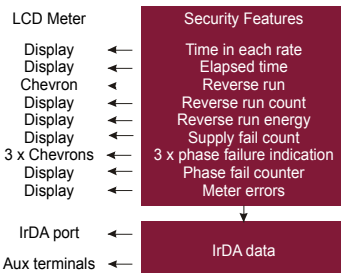 LCD Meter Security Features
Display Time in each rate
Display Elapsed time
Chevron Reverse run
Display Reverse run count
Display Reverse run energy
Display Supply fail count
3 x Chevrons 3 x phase failure indication
Display Phase fail counter
Display Meter errors
IrDA port
IrDA data
Aux terminals